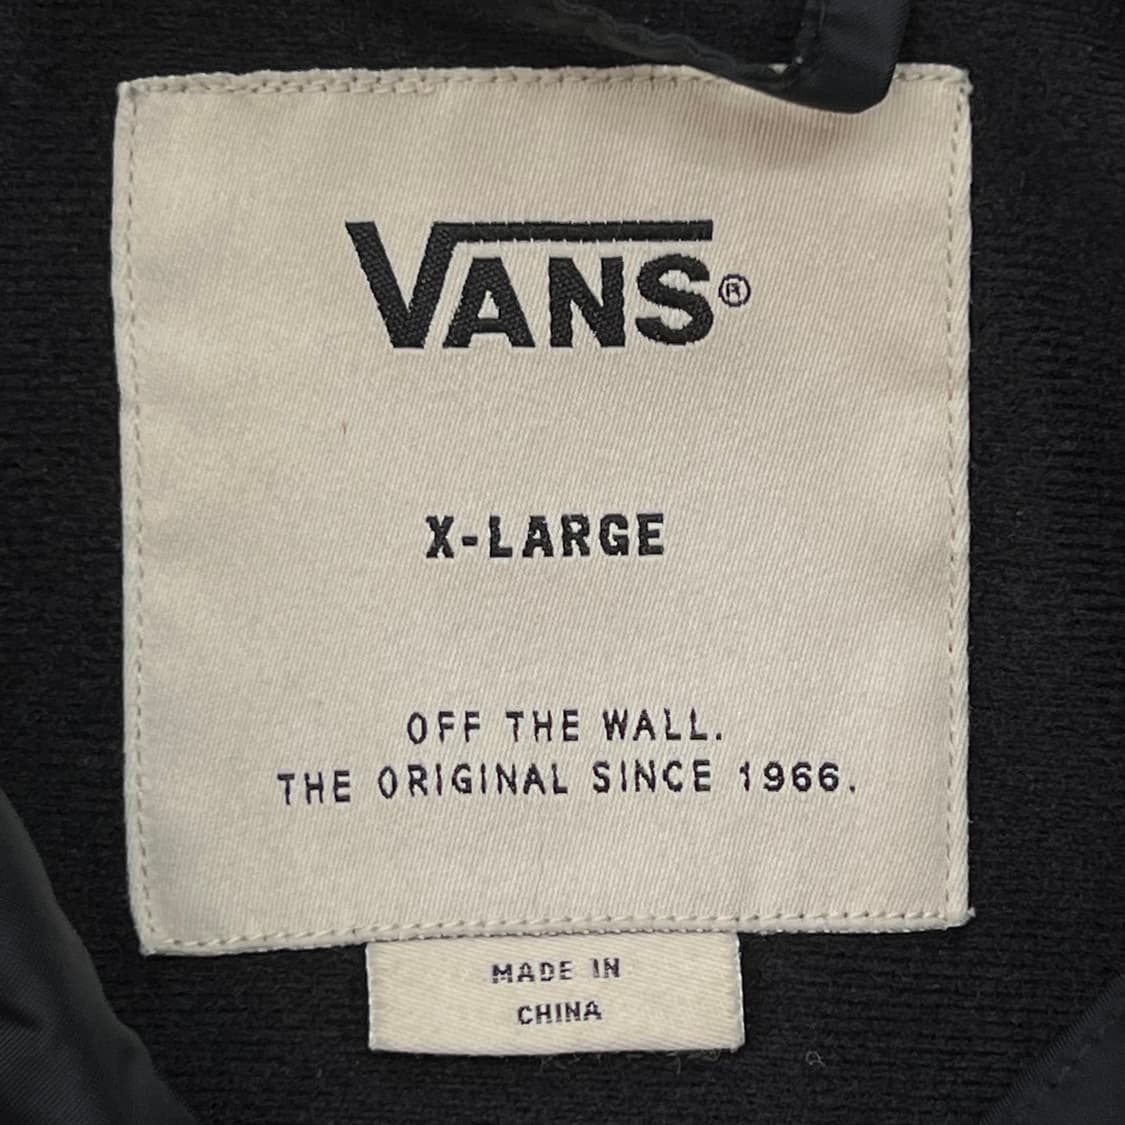 VANS®
X-LARGE
OFF THE WALL.
THE ORIGINAL SINCE 1966.
MADE IN
CHINA